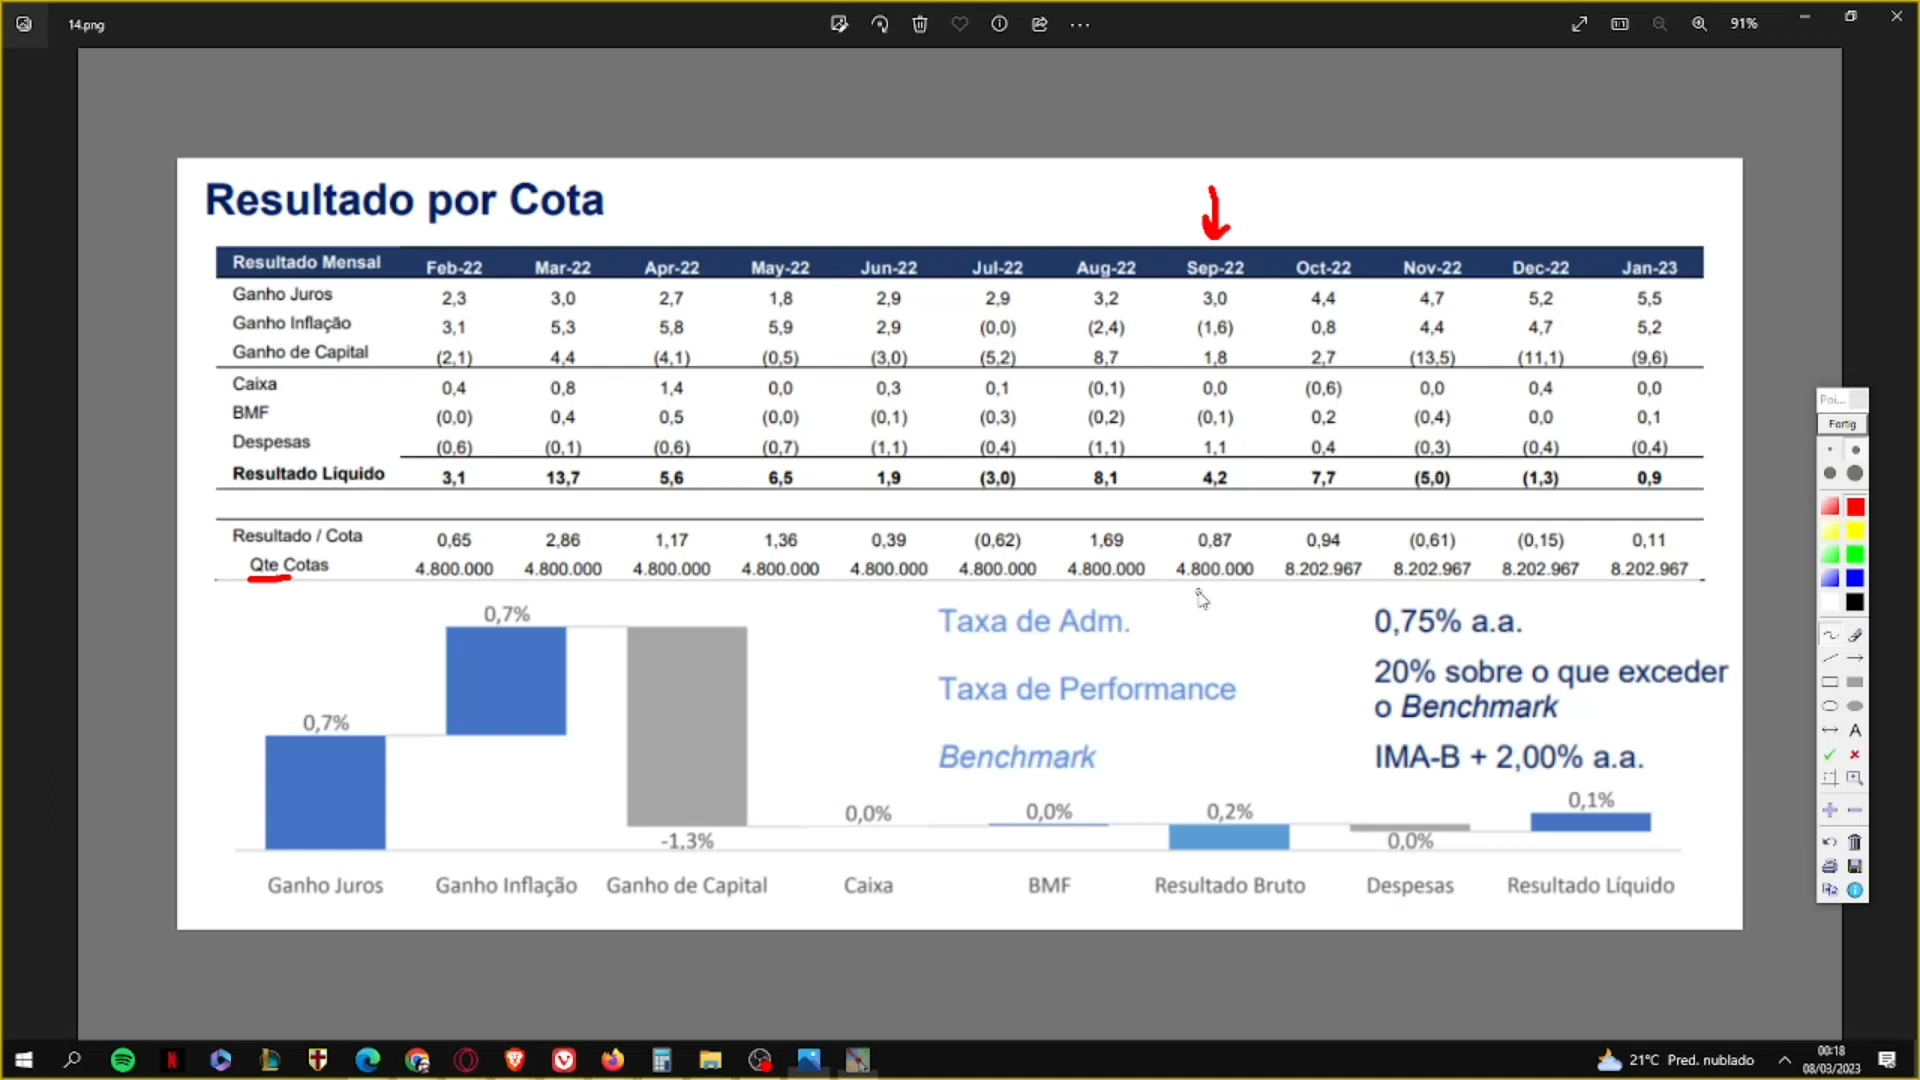 14.png
91%
Resultado por Cota
Resultado Mensal Feb-22 Mar-22 Apr-22 May-22 Jun-22 Jul-22 Aug-22 Sep-22 Oct-22 Nov-22 Dec-22 Jan-23
Ganho Juros 2,3 3,0 2,7 1,8 2,9 2,9 3,2 3,0 4,4 4,7 5,2 5,5
Ganho Inflação 3,1 5,3 5,8 5,9 2,9 (0,0) (2,4) (1,6) 0,8 4,4 4,7 5,2
Ganho de Capital (2,1) 4,4 (4,1) (0,5) (3,0) (5,2) 8,7 1,8 2,7 (13,5) (11,1) (9,6)
Caixa 0,4 0,8 1,4 0,0 0,3 0,1 (0,1) 0,0 (0,6) 0,0 0,4 0,0
BMF (0,0) 0,4 0,5 (0,0) (0,1) (0,3) (0,2) (0,1) 0,2 (0,4) 0,0 0,1
Despesas (0,6) (0,1) (0,6) (0,7) (1,1) (0,4) (1,1) 1,1 0,4 (0,3) (0,4) (0,4)
Resultado Líquido 3,1 13,7 5,6 6,5 1,9 (3,0) 8,1 4,2 7,7 (5,0) (1,3) 0,9
Resultado / Cota 0,65 2,86 1,17 1,36 0,39 (0,62) 1,69 0,87 0,94 (0,61) (0,15) 0,11
Qte Cotas 4.800.000 4.800.000 4.800.000 4.800.000 4.800.000 4.800.000 4.800.000 4.800.000 8.202.967 8.202.967 8.202.967 8.202.967
0,7%
0,7%
-1,3%
0,0%
0,0%
0,2%
0,0%
0,1%
Ganho Juros Ganho Inflação Ganho de Capital Caixa BMF Resultado Bruto Despesas Resultado Líquido
Taxa de Adm. 0,75% a.a.
Taxa de Performance 20% sobre o que exceder
o Benchmark
Benchmark IMA-B + 2,00% a.a.
Poi...
Fertig
A
21°C Pred. nublado
00:18
08/03/2023